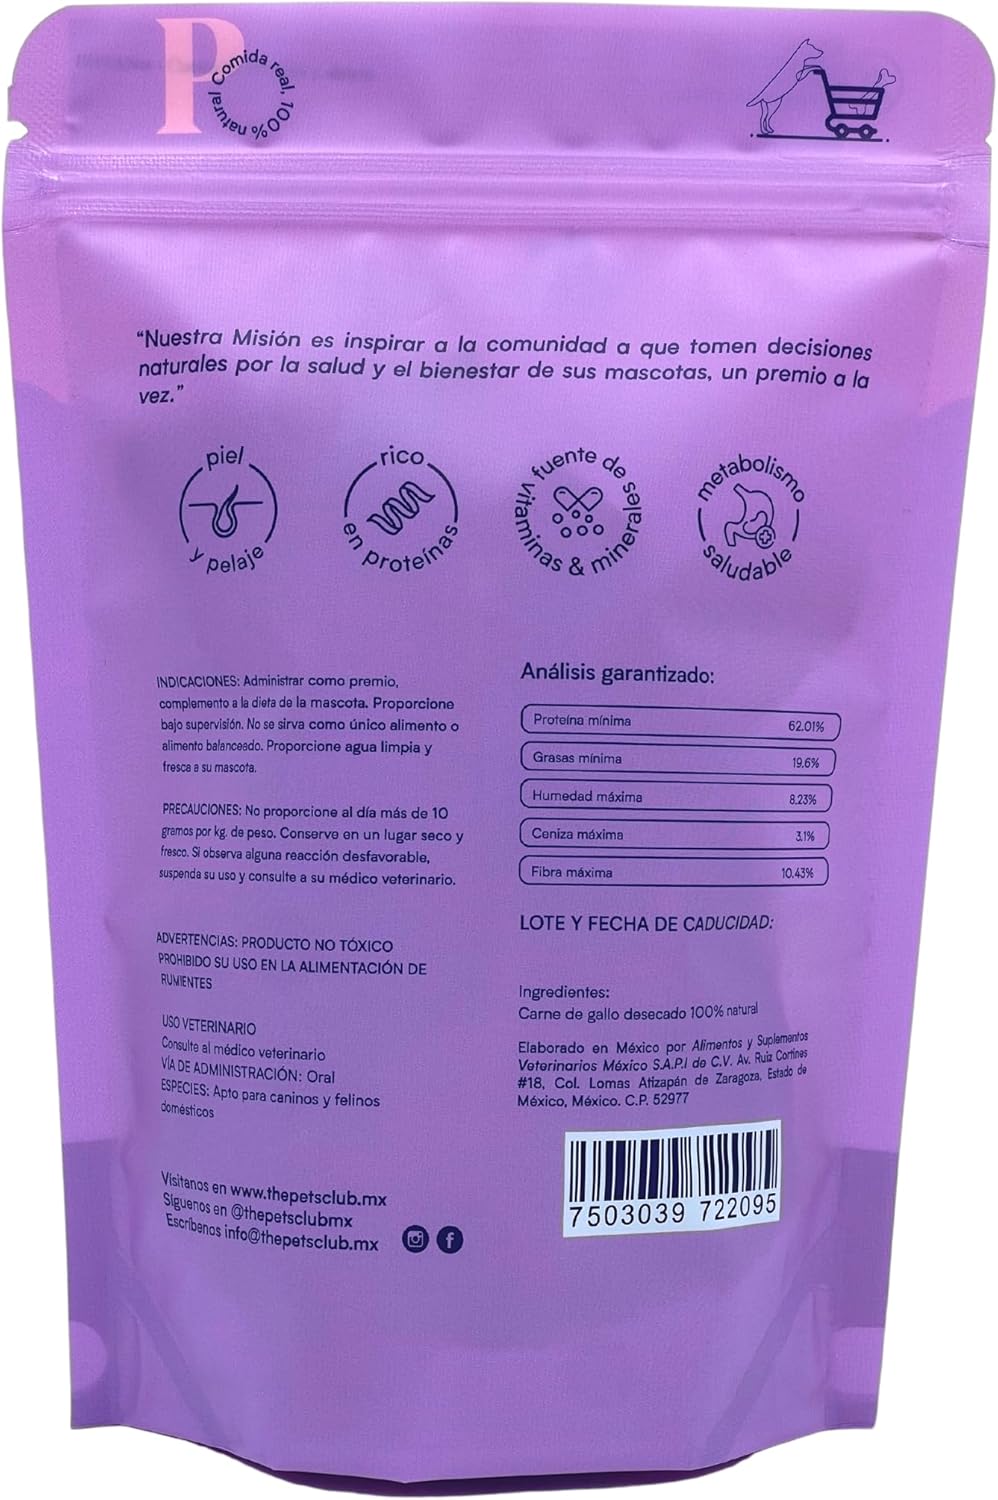 P
Comida real, 100% natural
“Nuestra Misión es inspirar a la comunidad a que tomen decisiones
naturales por la salud y el bienestar de sus mascotas, un premio a la
vez.”
piel
y pelaje
rico
en proteínas
fuente de
vitaminas & minerales
metabolismo
saludable
INDICACIONES: Administrar como premio,
complemento a la dieta de la mascota. Proporcione
bajo supervisión. No se sirva como único alimento o
alimento balanceado. Proporcione agua limpia y
fresca a su mascota.
PRECAUCIONES: No proporcione al día más de 10
gramos por kg. de peso. Conserve en un lugar seco y
fresco. Si observa alguna reacción desfavorable,
suspenda su uso y consulte a su médico veterinario.
ADVERTENCIAS: PRODUCTO NO TÓXICO
PROHIBIDO SU USO EN LA ALIMENTACIÓN DE
RUMIENTES
USO VETERINARIO
Consulte al médico veterinario
VÍA DE ADMINISTRACIÓN: Oral
ESPECIES: Apto para caninos y felinos
domésticos
Vísitanos en www.thepetsclub.mx
Síguenos en @thepetsclubmx
Escríbenos info@thepetsclub.mx
Análisis garantizado:
Proteína mínima 62.01%
Grasas mínima 19.6%
Humedad máxima 8.23%
Ceniza máxima 3.1%
Fibra máxima 10.43%
LOTE Y FECHA DE CADUCIDAD:
Ingredientes:
Carne de gallo desecado 100% natural
Elaborado en México por Alimentos y Suplementos
Veterinarios México S.A.P.I de C.V. Av. Ruiz Cortines
#18, Col. Lomas Atizapán de Zaragoza, Estado de
México, México. C.P. 52977
7503039 722095